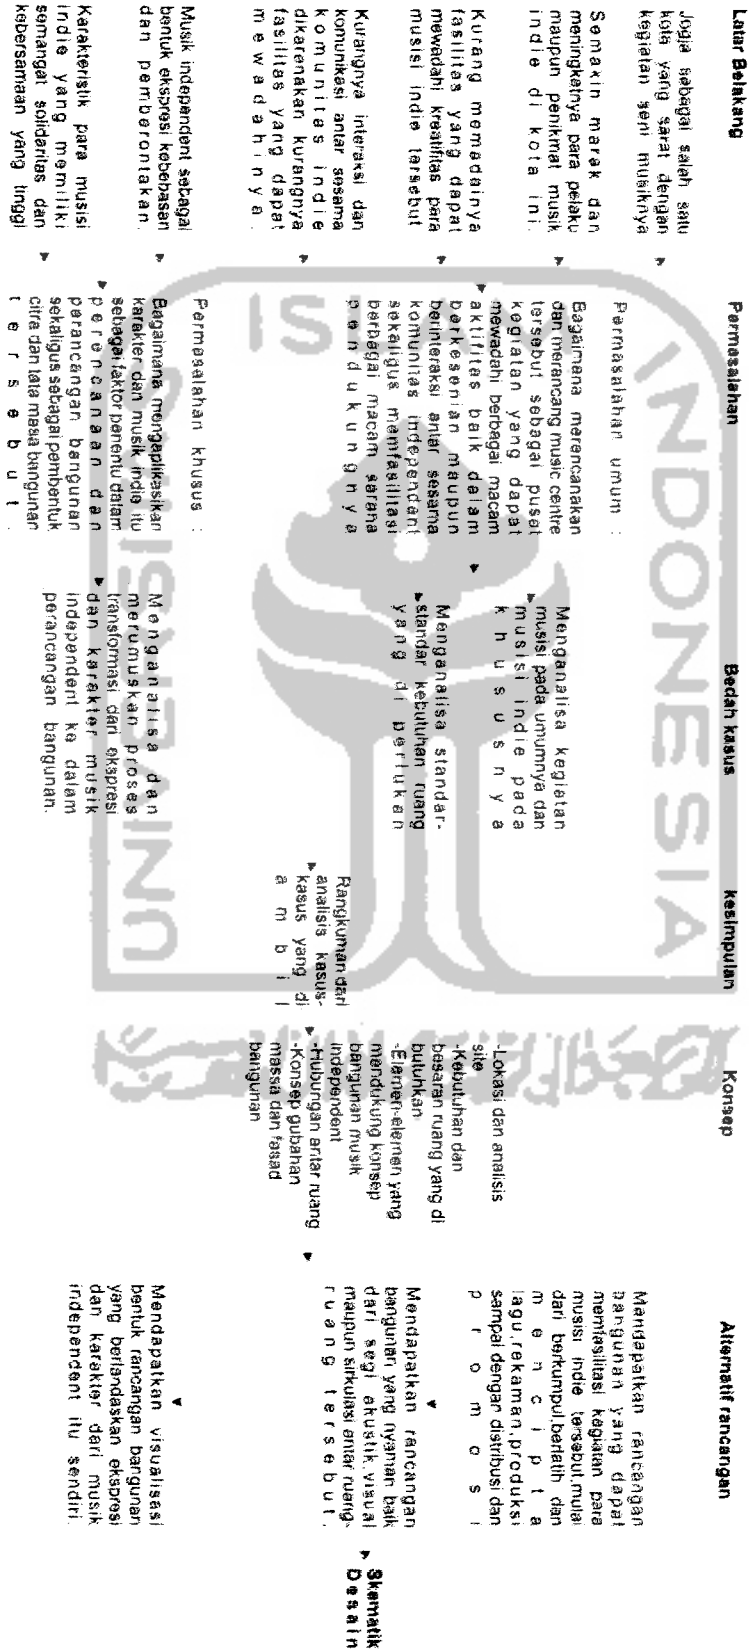 Latar Belakang
Jogja sebagai salah satu
kota yang sarat dengan
kegiatan seni musiknya
Semakin marak dan
meningkatnya para pelaku
maupun penikmat musik
indie di kota ini.
Kurang memadainya
fasilitas yang dapat
mewadahi kreatifitas para
musisi indie tersebut
Kurangnya interaksi dan
komunikasi antar sesama
komunitas indie
dikarenakan kurangnya
fasilitas yang dapat
mewadahinya.
Musik independent sebagai
bentuk ekspresi kebebasan
dan pemberontakan.
Karakteristik para musisi
indie yang memiliki
semangat solidaritas dan
kebersamaan yang tinggi
Permasalahan
Permasalahan umum :
Bagaimana merencanakan
dan merancang music centre
tersebut sebagai pusat
kegiatan yang dapat
mewadahi berbagai macam
aktifitas baik dalam
berkesenian maupun
berinteraksi antar sesama
komunitas independent
sekaligus memfasilitasi
berbagai macam sarana
pendukungnya
Permasalahan khusus :
Bagaimana mengaplikasikan
karakter dan musik indie itu
sebagai faktor penentu dalam
perencanaan dan
perancangan bangunan
sekaligus sebagai pembentuk
citra dan tata masa bangunan
tersebut.
Bedah kasus
Menganalisa kegiatan
musisi pada umumnya dan
musisi indie pada
khususnya
Menganalisa standar-
standar kebutuhan ruang
yang di perlukan
Menganalisa dan
merumuskan proses
transformasi dari ekspresi
dan karakter musik
independent ke dalam
perancangan bangunan.
kesimpulan
Rangkuman dari
analisis kasus-
kasus yang di
ambil
Konsep
-Lokasi dan analisis
site
-Kebutuhan dan
besaran ruang yang di
butuhkan
-Elemen-elemen yang
mendukung konsep
bangunan musik
independent
-Hubungan antar ruang
-Konsep gubahan
massa dan fasad
bangunan
Alternatif rancangan
Mandapatkan rancangan
bangunan yang dapat
memfasilitasi kegiatan para
musisi indie tersebut,mulai
dari berkumpul,berlatih dan
mencipta
lagu,rekaman,produksi
sampai dengan distribusi dan
promosi
Mendapatkan rancangan
bangunan yang nyaman baik
dari segi akustik,visual
maupun sirkulasi antar ruang-
ruang tersebut.
Mendapatkan visualisasi
bentuk rancangan bangunan
yang berlandaskan ekspresi
dan karakter dari musik
independent itu sendiri.
Skematik
Desain
UNIVERSITAS
ISLAM
INDONESIA